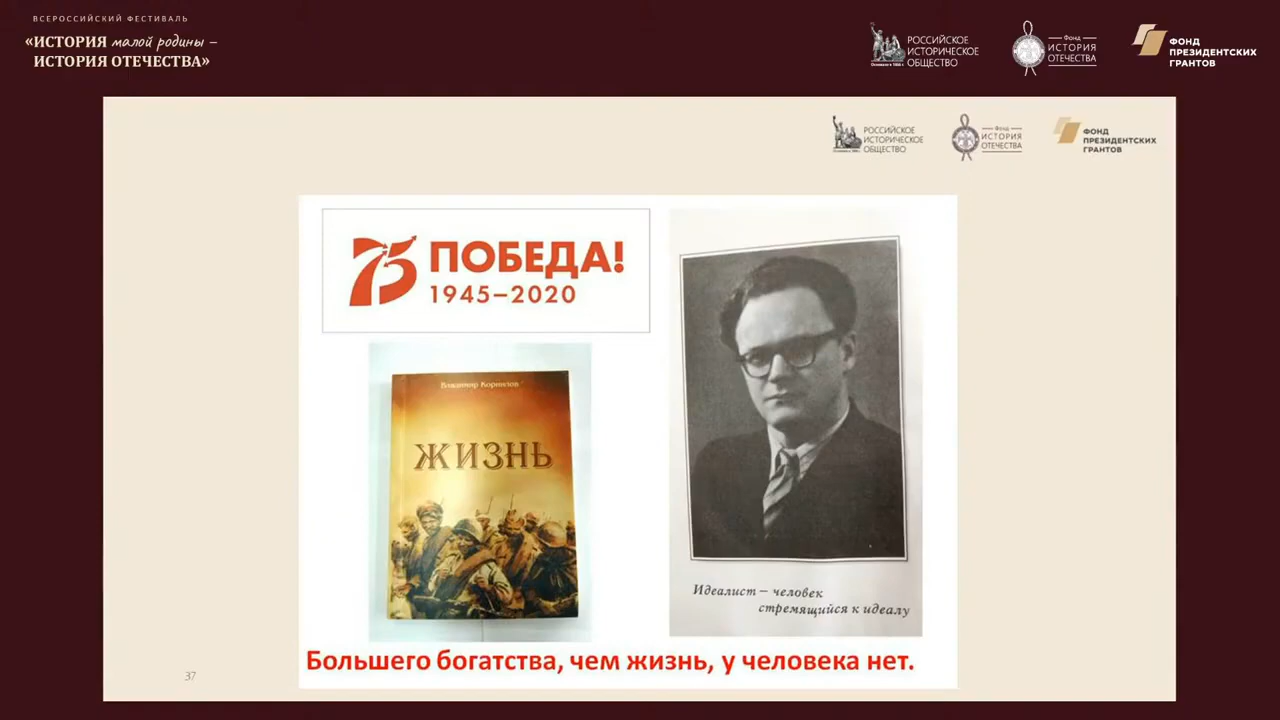 ВСЕРОССИЙСКИЙ ФЕСТИВАЛЬ
«ИСТОРИЯ малой родины –
ИСТОРИЯ ОТЕЧЕСТВА»
РОССИЙСКОЕ
ИСТОРИЧЕСКОЕ
ОБЩЕСТВО
Основано в 1866 г.
Фонд
ИСТОРИЯ
ОТЕЧЕСТВА
ФОНД
ПРЕЗИДЕНТСКИХ
ГРАНТОВ
РОССИЙСКОЕ
ИСТОРИЧЕСКОЕ
ОБЩЕСТВО
Фонд
ИСТОРИЯ
ОТЕЧЕСТВА
ФОНД
ПРЕЗИДЕНТСКИХ
ГРАНТОВ
75 ПОБЕДА!
1945–2020
Владимир Корнилов
ЖИЗНЬ
Идеалист – человек
стремящийся к идеалу
Большего богатства, чем жизнь, у человека нет.
37